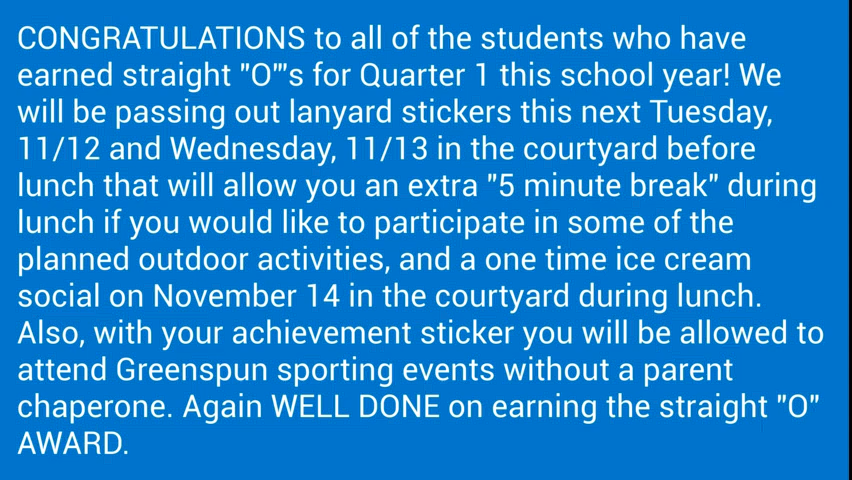 CONGRATULATIONS to all of the students who have
earned straight "O"'s for Quarter 1 this school year! We
will be passing out lanyard stickers this next Tuesday,
11/12 and Wednesday, 11/13 in the courtyard before
lunch that will allow you an extra "5 minute break" during
lunch if you would like to participate in some of the
planned outdoor activities, and a one time ice cream
social on November 14 in the courtyard during lunch.
Also, with your achievement sticker you will be allowed to
attend Greenspun sporting events without a parent
chaperone. Again WELL DONE on earning the straight "O"
AWARD.